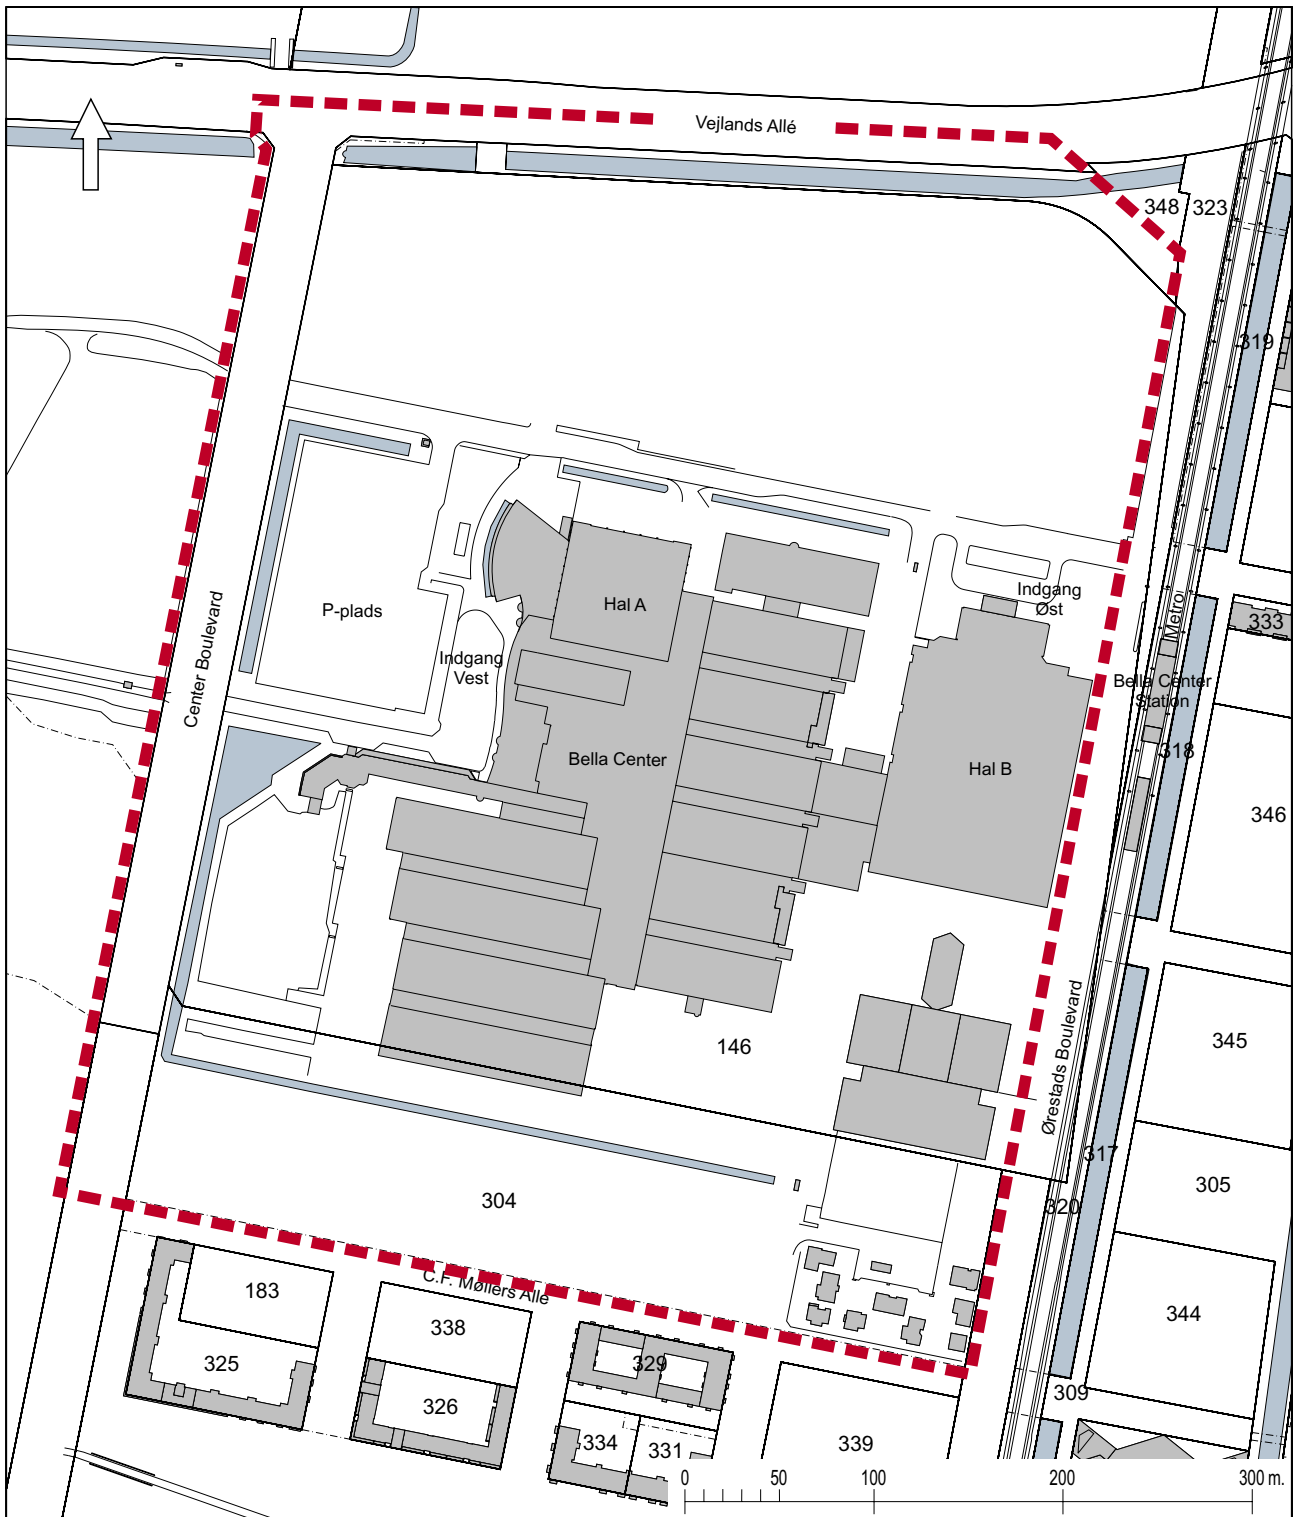 Vejlands Allé
348
323
319
Hal A
P-plads
Indgang
Øst
Metro
333
Center Boulevard
Indgang
Vest
Bella Center
Station
318
Bella Center
Hal B
346
146
345
Ørestads Boulevard
317
305
304
320
C.F. Møllers Allé
183
338
344
325
329
326
309
334
331
339
0 50 100 200 300 m.